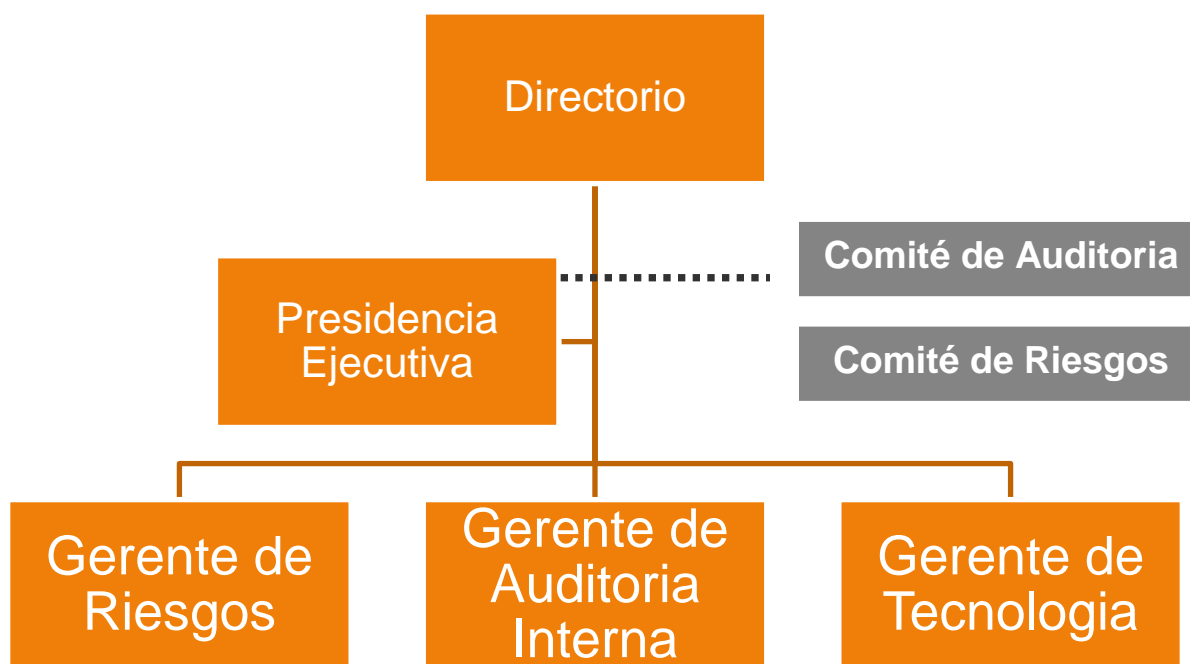 Directorio
Comité de Auditoria
Presidencia
Ejecutiva
Comité de Riesgos
Gerente de
Riesgos
Gerente de
Auditoria
Interna
Gerente de
Tecnologia